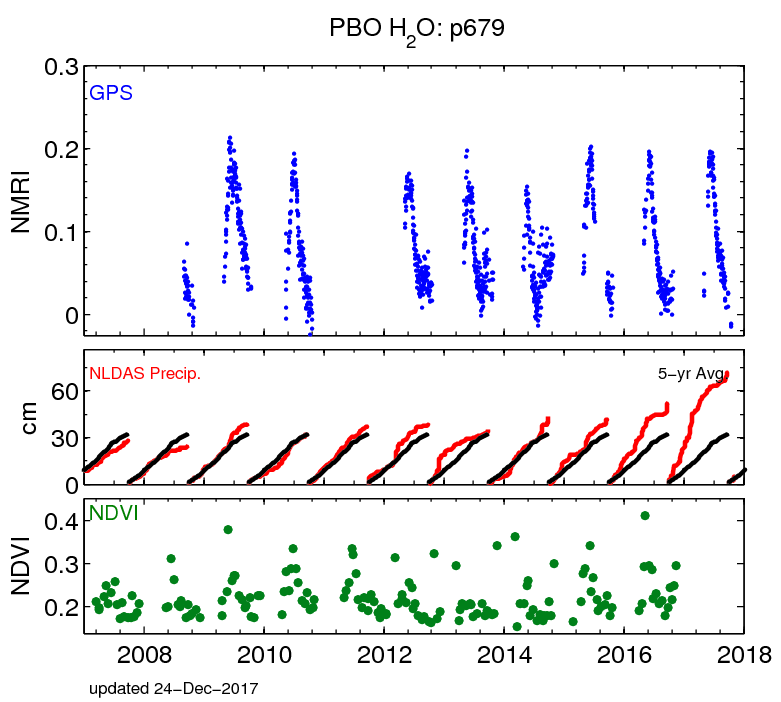 PBO H2O: p679
0.3
GPS
0.2
NMRI
0.1
0
NLDAS Precip.
5−yr Avg.
60
cm
30
0
NDVI
0.4
NDVI
0.3
0.2
2008 2010 2012 2014 2016 2018
updated 24−Dec−2017